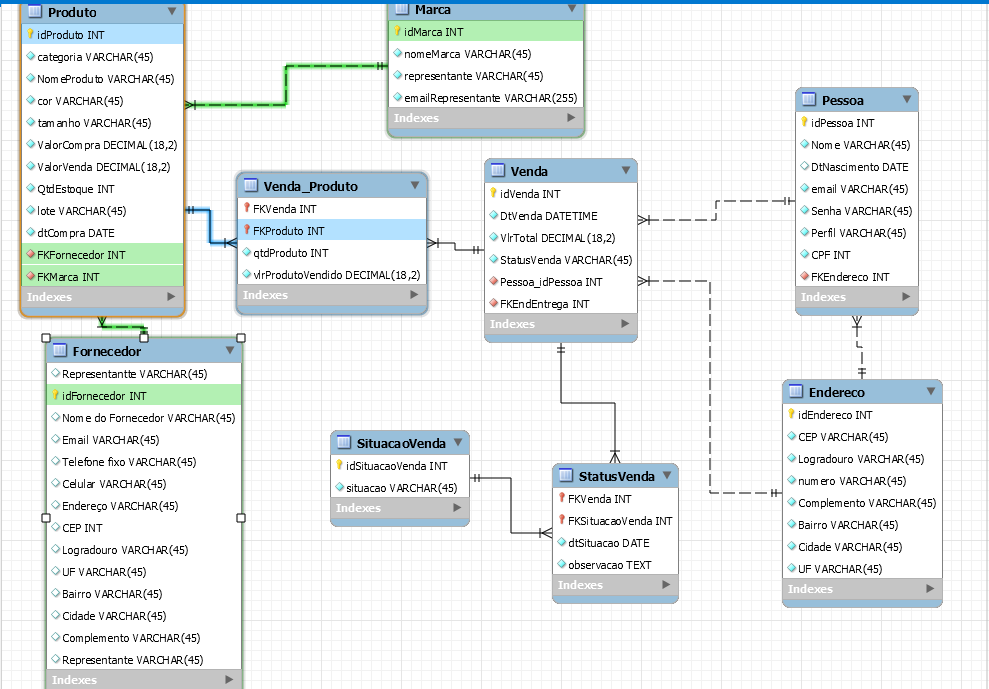 Produto
idProduto INT
categoria VARCHAR(45)
NomeProduto VARCHAR(45)
cor VARCHAR(45)
tamanho VARCHAR(45)
ValorCompra DECIMAL(18,2)
ValorVenda DECIMAL(18,2)
QtdEstoque INT
lote VARCHAR(45)
dtCompra DATE
FKFornecedor INT
FKMarca INT
Indexes
Marca
idMarca INT
nomeMarca VARCHAR(45)
representante VARCHAR(45)
emailRepresentante VARCHAR(255)
Indexes
Venda_Produto
FKVenda INT
FKProduto INT
qtdProduto INT
vlrProdutoVendido DECIMAL(18,2)
Indexes
Venda
idVenda INT
DtVenda DATETIME
VlrTotal DECIMAL(18,2)
StatusVenda VARCHAR(45)
Pessoa_idPessoa INT
FKEndEntrega INT
Indexes
Pessoa
idPessoa INT
Nome VARCHAR(45)
DtNascimento DATE
email VARCHAR(45)
Senha VARCHAR(45)
Perfil VARCHAR(45)
CPF INT
FKEndereco INT
Indexes
Fornecedor
Representantte VARCHAR(45)
idFornecedor INT
Nome do Fornecedor VARCHAR(45)
Email VARCHAR(45)
Telefone fixo VARCHAR(45)
Celular VARCHAR(45)
Endereço VARCHAR(45)
CEP INT
Logradouro VARCHAR(45)
UF VARCHAR(45)
Bairro VARCHAR(45)
Cidade VARCHAR(45)
Complemento VARCHAR(45)
Representante VARCHAR(45)
Indexes
SituacaoVenda
idSituacaoVenda INT
situacao VARCHAR(45)
Indexes
StatusVenda
FKVenda INT
FKSituacaoVenda INT
dtSituacao DATE
observacao TEXT
Indexes
Endereco
idEndereco INT
CEP VARCHAR(45)
Logradouro VARCHAR(45)
numero VARCHAR(45)
Complemento VARCHAR(45)
Bairro VARCHAR(45)
Cidade VARCHAR(45)
UF VARCHAR(45)
Indexes